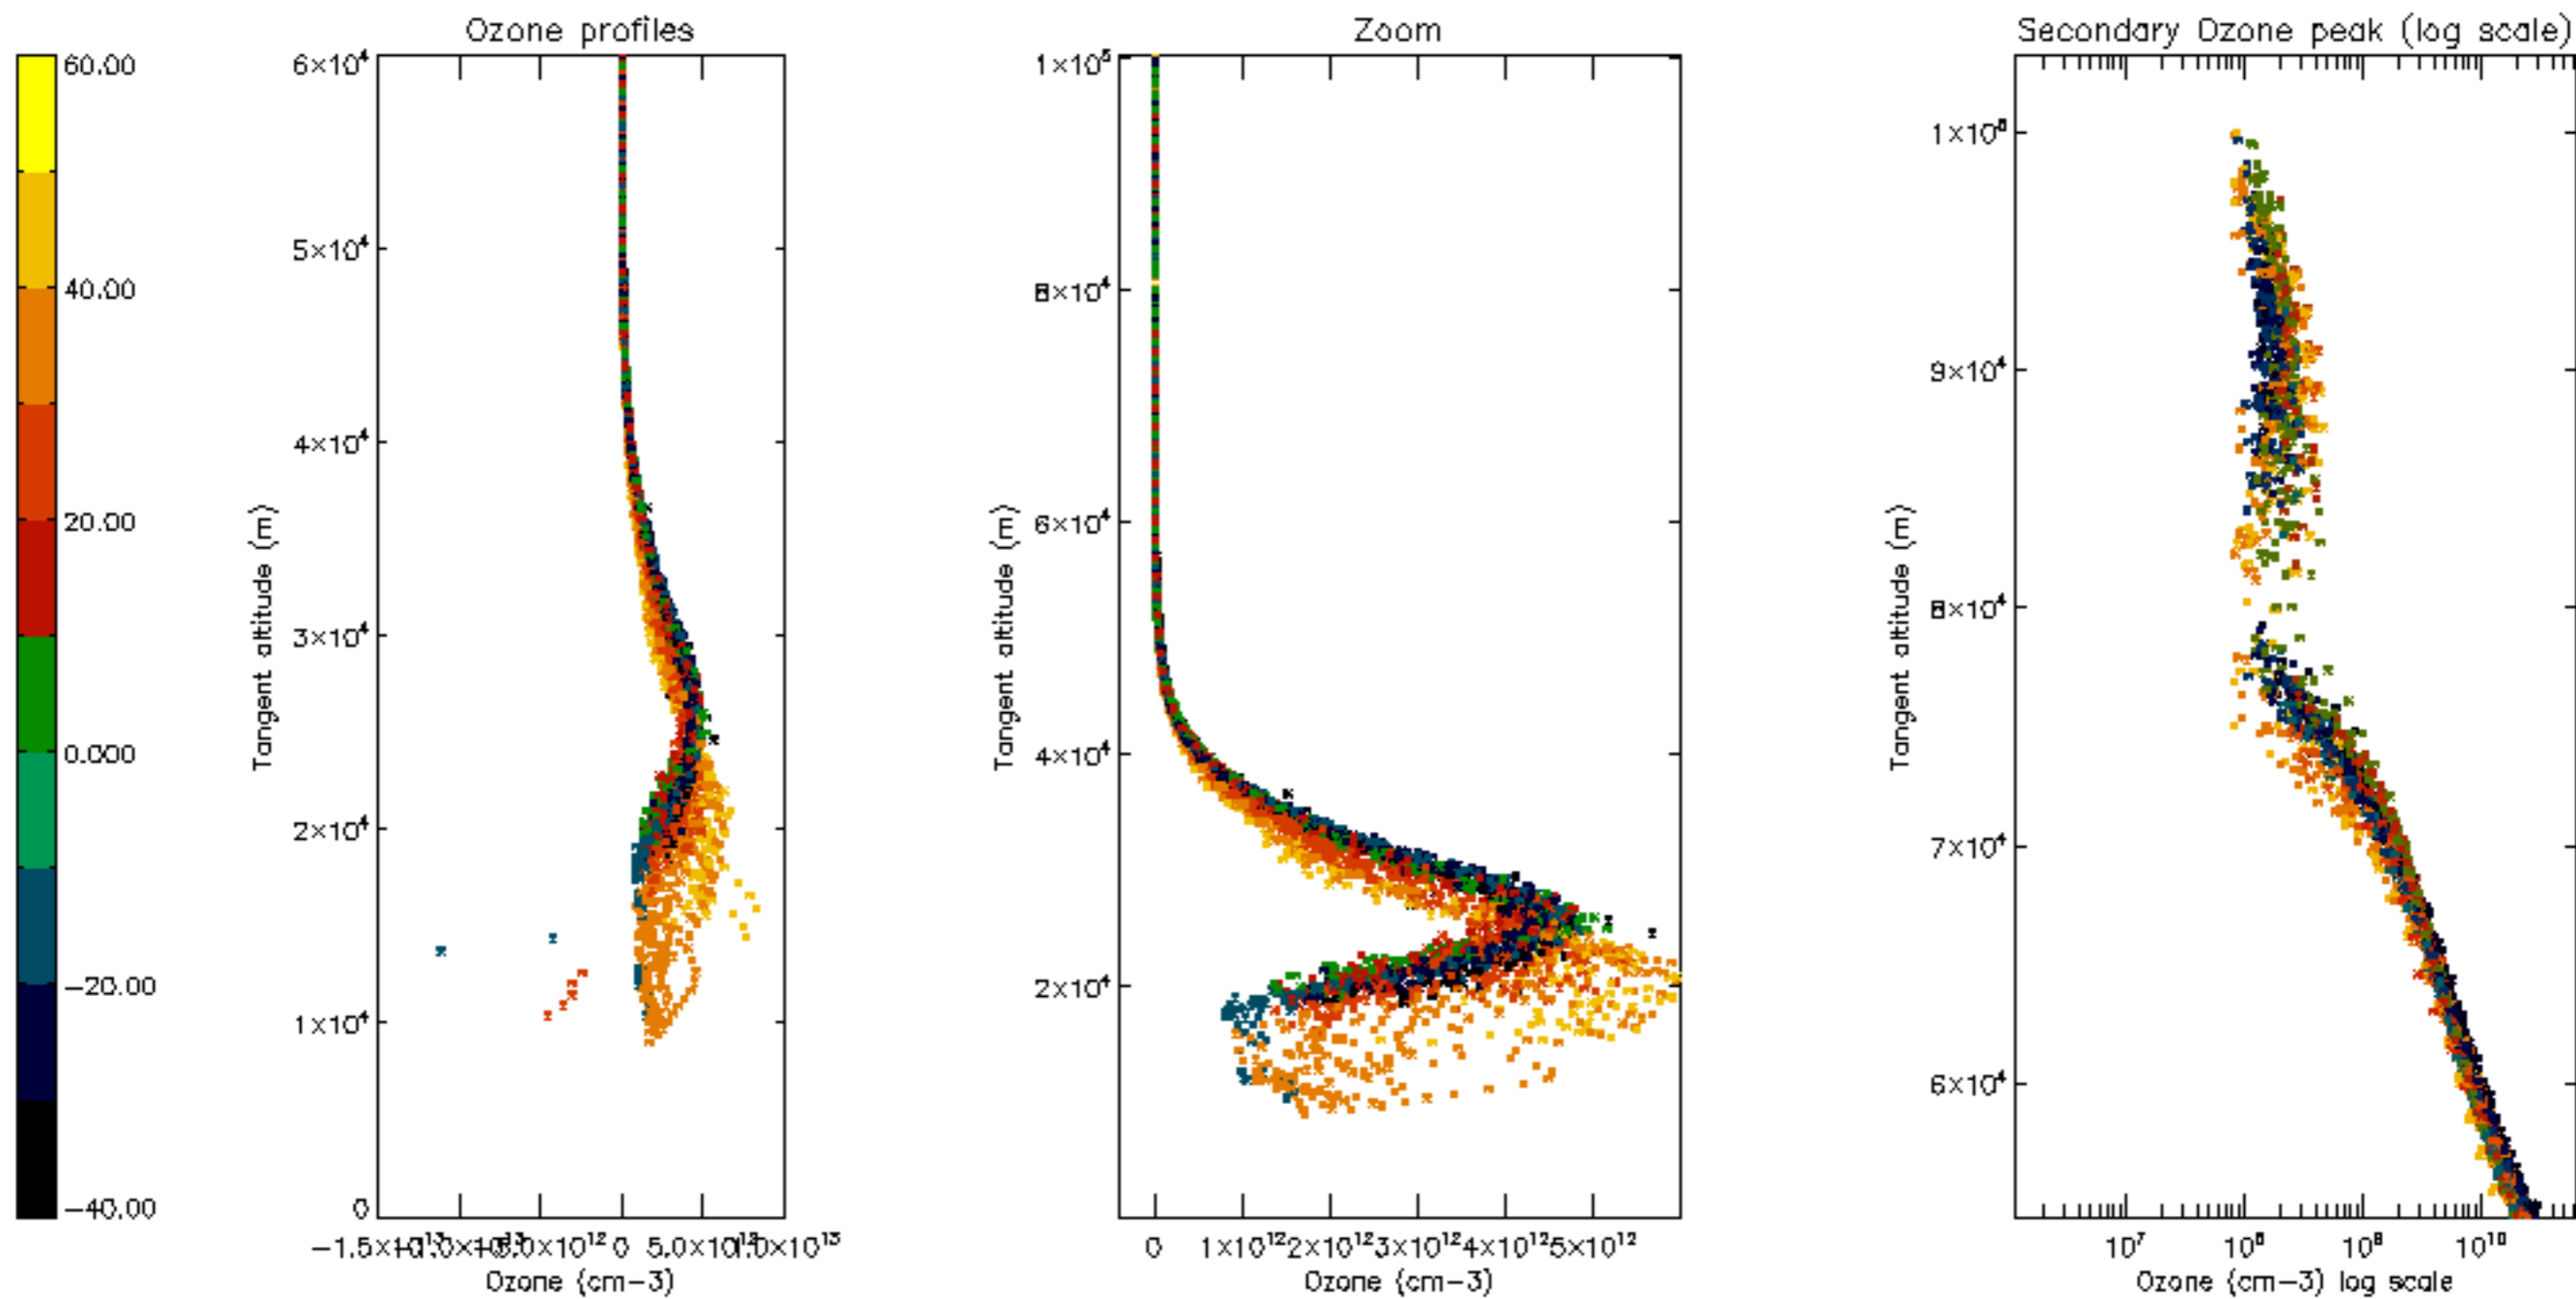 Ozone profiles
Zoom
Secondary Ozone peak (log scale)
60.00
40.00
20.00
0.000
-20.00
-40.00
6×10⁴
5×10⁴
4×10⁴
3×10⁴
2×10⁴
1×10⁴
0
Tangent altitude (m)
5.0×10¹²
0
Ozone (cm-3)
1×10⁵
8×10⁴
6×10⁴
4×10⁴
2×10⁴
Tangent altitude (m)
0 1×10¹² 2×10¹² 3×10¹² 4×10¹² 5×10¹²
Ozone (cm-3)
9×10⁴
8×10⁴
7×10⁴
6×10⁴
Tangent altitude (m)
10⁷ 10⁸ 10⁹ 10¹⁰
Ozone (cm-3) log scale